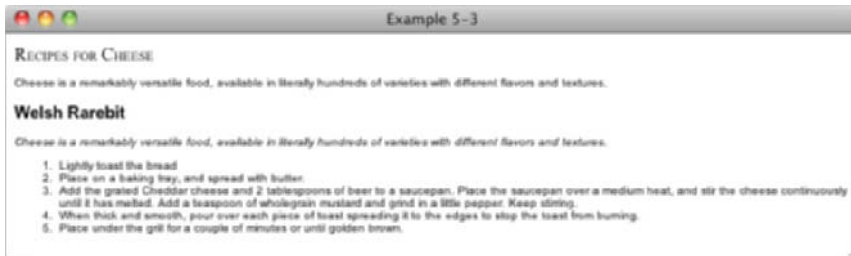 Example 5-3
RECIPES FOR CHEESE
Cheese is a remarkably versatile food, available in literally hundreds of varieties with different flavors and textures.
Welsh Rarebit
Cheese is a remarkably versatile food, available in literally hundreds of varieties with different flavors and textures.
1. Lightly toast the bread
2. Place on a baking tray, and spread with butter.
3. Add the grated Cheddar cheese and 2 tablespoons of beer to a saucepan. Place the saucepan over a medium heat, and stir the cheese continuously
until it has melted. Add a teaspoon of wholegrain mustard and grind in a little pepper. Keep stirring.
4. When thick and smooth, pour over each piece of toast spreading it to the edges to stop the toast from burning.
5. Place under the grill for a couple of minutes or until golden brown.